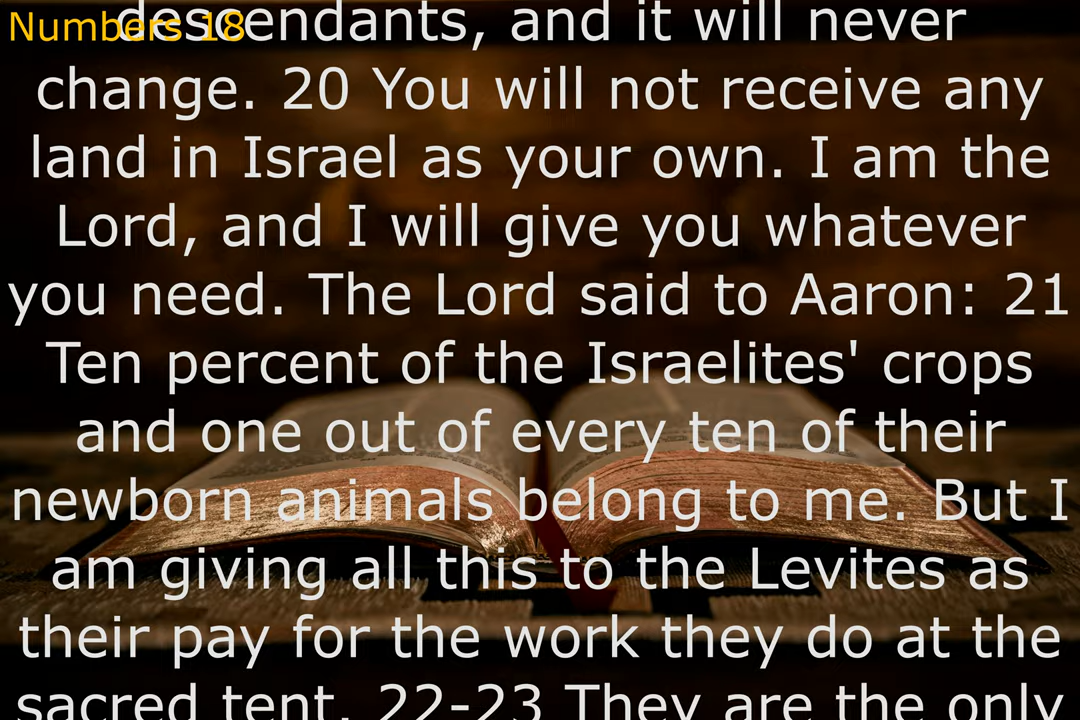 Numbers 18
descendants, and it will never
change. 20 You will not receive any
land in Israel as your own. I am the
Lord, and I will give you whatever
you need. The Lord said to Aaron: 21
Ten percent of the Israelites' crops
and one out of every ten of their
newborn animals belong to me. But I
am giving all this to the Levites as
their pay for the work they do at the
sacred tent. 22-23 They are the only